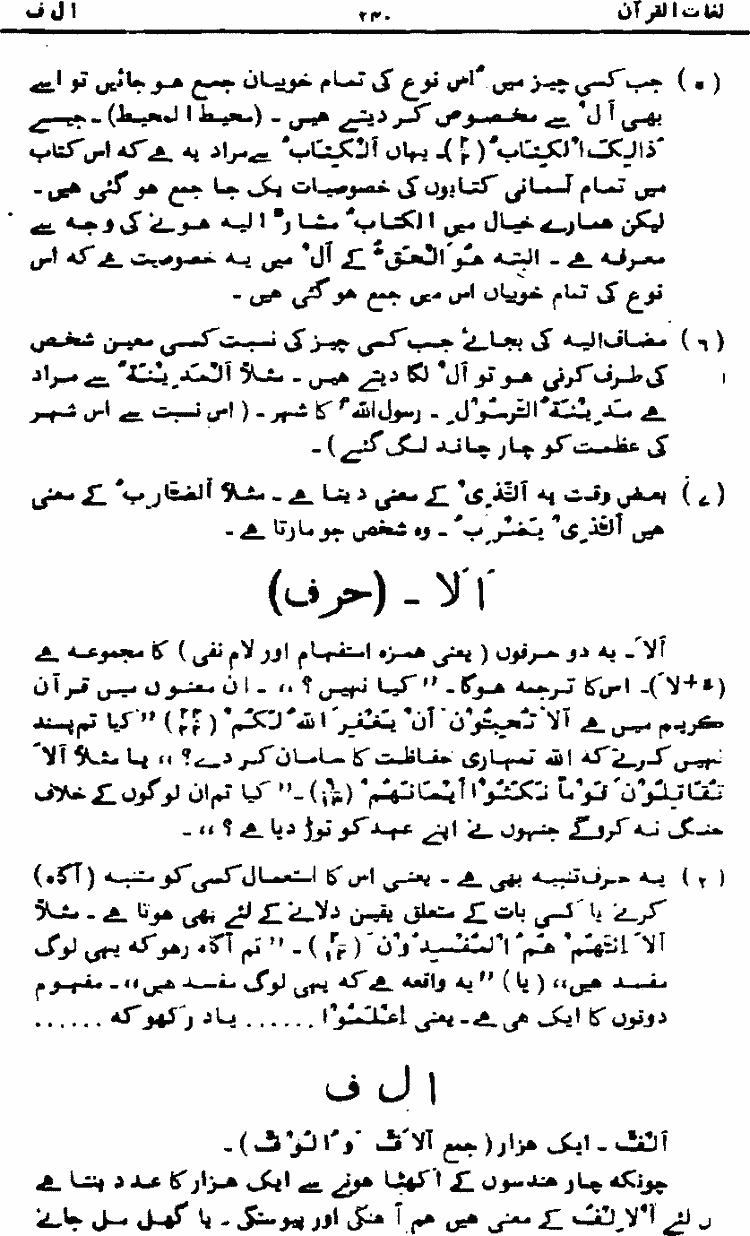 لغات القرآن ۲۳۰ ا ل ف
(۵) جب کسی چیز میں اس نوع کی تمام خوبیاں جمع ہو جائیں تو اسے
بھی اَلْ سے مخصوص کر دیتے ہیں ۔ (محیط المحیط) ۔ جیسے
ذَالِکَ الْکِتَابُ (۲/۲)۔ یہاں اَلْکِتَابُ سے مراد یہ ہے کہ اس کتاب
میں تمام آسمانی کتابوں کی خصوصیات یک جا جمع ہو گئی ہیں ۔
لیکن ہمارے خیال میں الکتابُ مشارٌ الیہ ہونے کی وجہ سے
معرفہ ہے ۔ البتہ ھُوَ الْحَقُّ کے اَلْ میں یہ خصوصیت ہے کہ اس
نوع کی تمام خوبیاں اس میں جمع ہو گئی ہیں ۔
(۶) مضاف الیہ کی بجائے جب کسی چیز کی نسبت کسی معین شخص
کی طرف کرنی ہو تو اَلْ لگا دیتے ہیں ۔ مثلاً اَلْمَدِیْنَۃُ سے مراد
ہے مَدِیْنَۃُ الرَّسُوْلِ ۔ رسول اللہؐ کا شہر ۔ (اس نسبت سے اس شہر
کی عظمت کو چار چاند لگ گئے) ۔
(۷) بعض وقت یہ اَلَّذِیْ کے معنی دیتا ہے ۔ مثلاً اَلضَّارِبُ کے معنی
ہیں اَلَّذِیْ یَضْرِبُ ۔ وہ شخص جو مارتا ہے ۔
اَلَا ۔ (حرف)
اَلَا ۔ یہ دو حرفوں (یعنی ہمزہ استفہام اور لام نفی) کا مجموعہ ہے
(ءَ + لَا)۔ اس کا ترجمہ ہوگا ۔ ”کیا نہیں ؟“ ۔ ان معنوں میں قرآن
کریم میں ہے اَلَا تُحِبُّوْنَ اَنْ یَّغْفِرَ اللہُ لَکُمْ (۲۴/۲۲) ”کیا تم پسند
نہیں کرتے کہ اللہ تمہاری حفاظت کا سامان کر دے؟“ یا مثلاً اَلَا
تُقَاتِلُوْنَ قَوْماً نَکَثُوْا اَیْمَانَھُمْ (۹/۱۳)۔ ”کیا تم ان لوگوں کے خلاف
جنگ نہ کروگے جنہوں نے اپنے عہد کو توڑ دیا ہے ؟“ ۔
(۲) یہ حرف تنبیہ بھی ہے ۔ یعنی اس کا استعمال کسی کو متنبہ (آگاہ)
کرنے یا کسی بات کے متعلق یقین دلانے کے لئے بھی ہوتا ہے ۔ مثلاً
اَلَا اِنَّھُمْ ھُمُ الْمُفْسِدُوْنَ (۲/۱۲)۔ ”تم آگاہ رہو کہ یہی لوگ
مفسد ہیں“ (یا) ”یہ واقعہ ہے کہ یہی لوگ مفسد ہیں“ ۔ مفہوم
دونوں کا ایک ہی ہے ۔ یعنی اِعْلَمُوْا ...... یاد رکھو کہ ......
ا ل ف
اَلْفٌ ۔ ایک ہزار (جمع آلَافٌ وَ اُلُوْفٌ) ۔
چونکہ چار ہندسوں کے اکھٹا ہونے سے ایک ہزار کا عدد بنتا ہے
س لئے اَلْاِلْفُ کے معنی ہیں ہم آہنگی اور پیوستگی ۔ یا گھل مل جانے